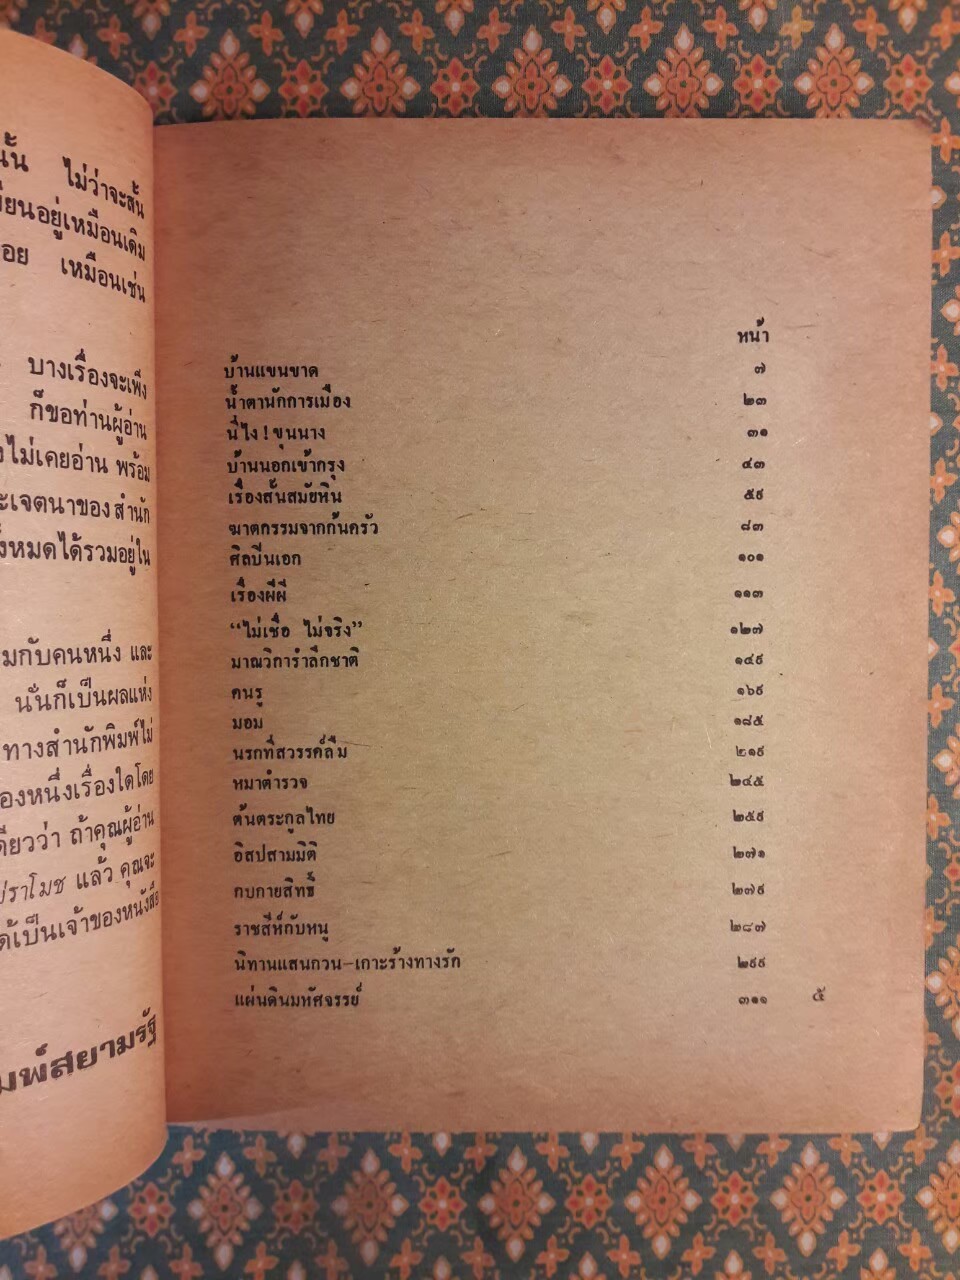 นั้น ไม่ว่าจะสั้น
ขียนอยู่เหมือนเดิม
อย เหมือนเช่น
บางเรื่องจะเพ็ง
ก็ขอท่านผู้อ่าน
งไม่เคยอ่าน พร้อม
ะเจตนาของสำนัก
ั้งหมดได้รวมอยู่ใน
มกับคนหนึ่ง และ
นั่นก็เป็นผลแห่ง
ทางสำนักพิมพ์ไม่
องหนึ่งเรื่องใดโดย
ดียวว่า ถ้าคุณผู้อ่าน
ปราโมช แล้ว คุณจะ
ด้เป็นเจ้าของหนังสือ
มพ์สยามรัฐ
หน้า
บ้านแขนขาด ๗
น้ำตานักการเมือง ๒๓
นี่ไง! ขุนนาง ๓๑
บ้านนอกเข้ากรุง ๔๓
เรื่องสั้นสมัยหิน ๕๙
ฆาตกรรมจากก้นครัว ๘๓
ศิลปินเอก ๑๐๑
เรื่องผีผี ๑๑๓
“ไม่เชื่อ ไม่จริง” ๑๒๗
มาณวิการำลึกชาติ ๑๔๙
คนรู ๑๖๙
มอม ๑๘๕
นรกที่สวรรค์ลืม ๒๑๙
หมาตำรวจ ๒๔๕
ต้นตระกูลไทย ๒๕๙
อิสปสามมิติ ๒๗๑
กบกายสิทธิ์ ๒๗๙
ราชสีห์กับหนู ๒๘๗
นิทานแสนกวน-เกาะร้างทางรัก ๒๙๙
แผ่นดินมหัศจรรย์ ๓๑๑
๕